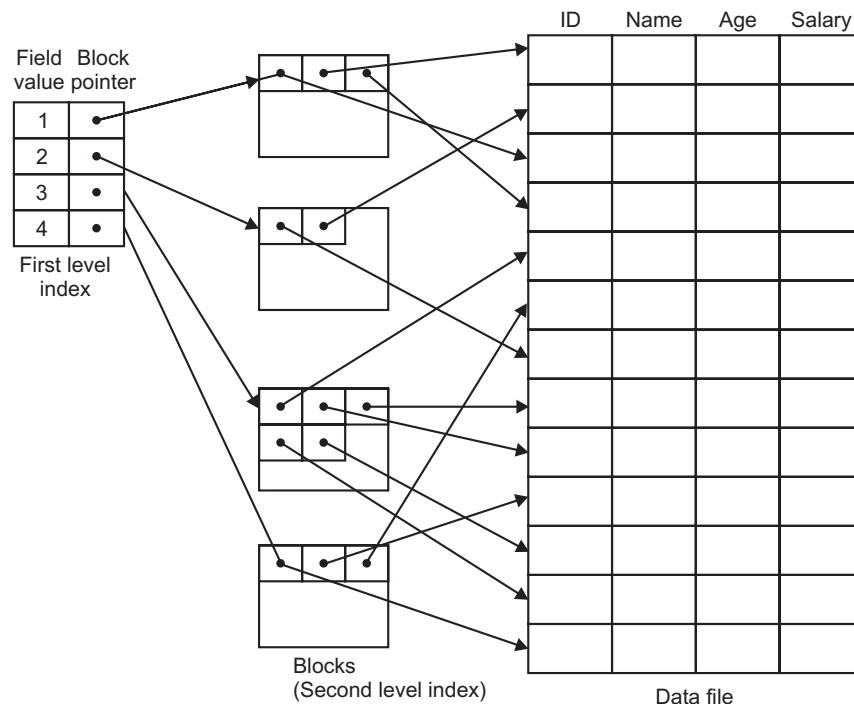 ID Name Age Salary
Field Block
value pointer
1
2
3
4
First level
index
Blocks
(Second level index)
Data file